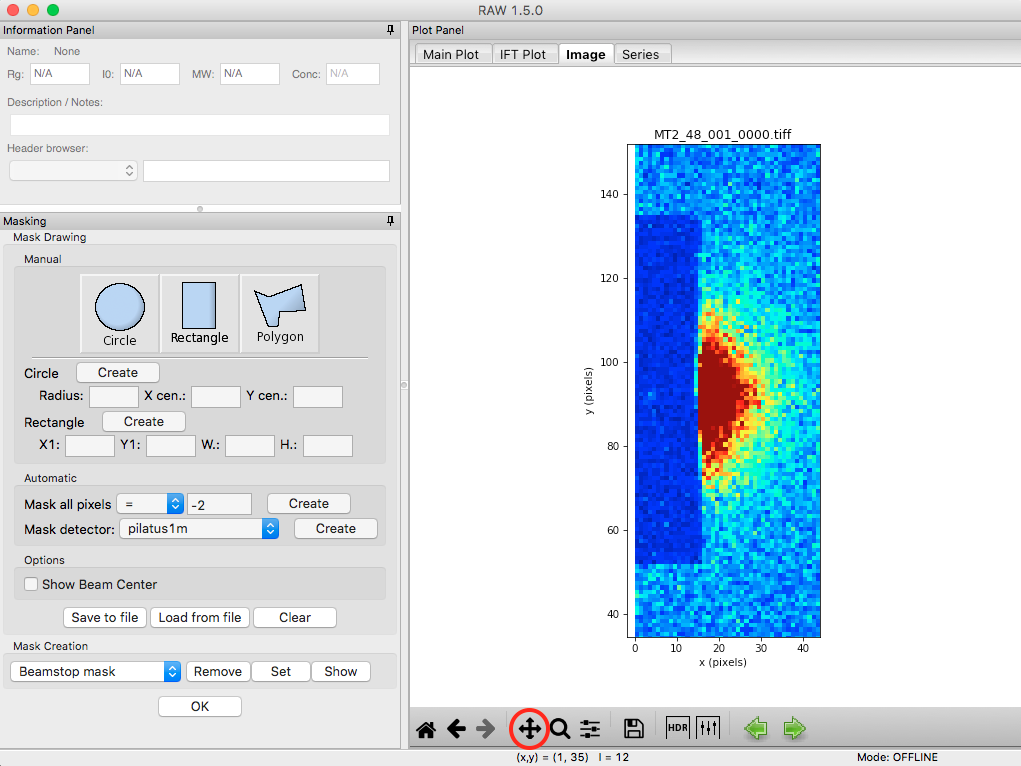 RAW 1.5.0
Information Panel
Name: None
Rg: N/A I0: N/A MW: N/A Conc: N/A
Description / Notes:
Header browser:
Masking
Mask Drawing
Manual
Circle Rectangle Polygon
Circle Create
Radius: X cen.: Y cen.:
Rectangle Create
X1: Y1: W.: H.:
Automatic
Mask all pixels = -2 Create
Mask detector: pilatus1m Create
Options
Show Beam Center
Save to file Load from file Clear
Mask Creation
Beamstop mask Remove Set Show
OK
Plot Panel
Main Plot IFT Plot Image Series
MT2_48_001_0000.tiff
140
120
100
80
60
40
y (pixels)
0 10 20 30 40
x (pixels)
HDR
(x,y) = (1, 35) I = 12
Mode: OFFLINE